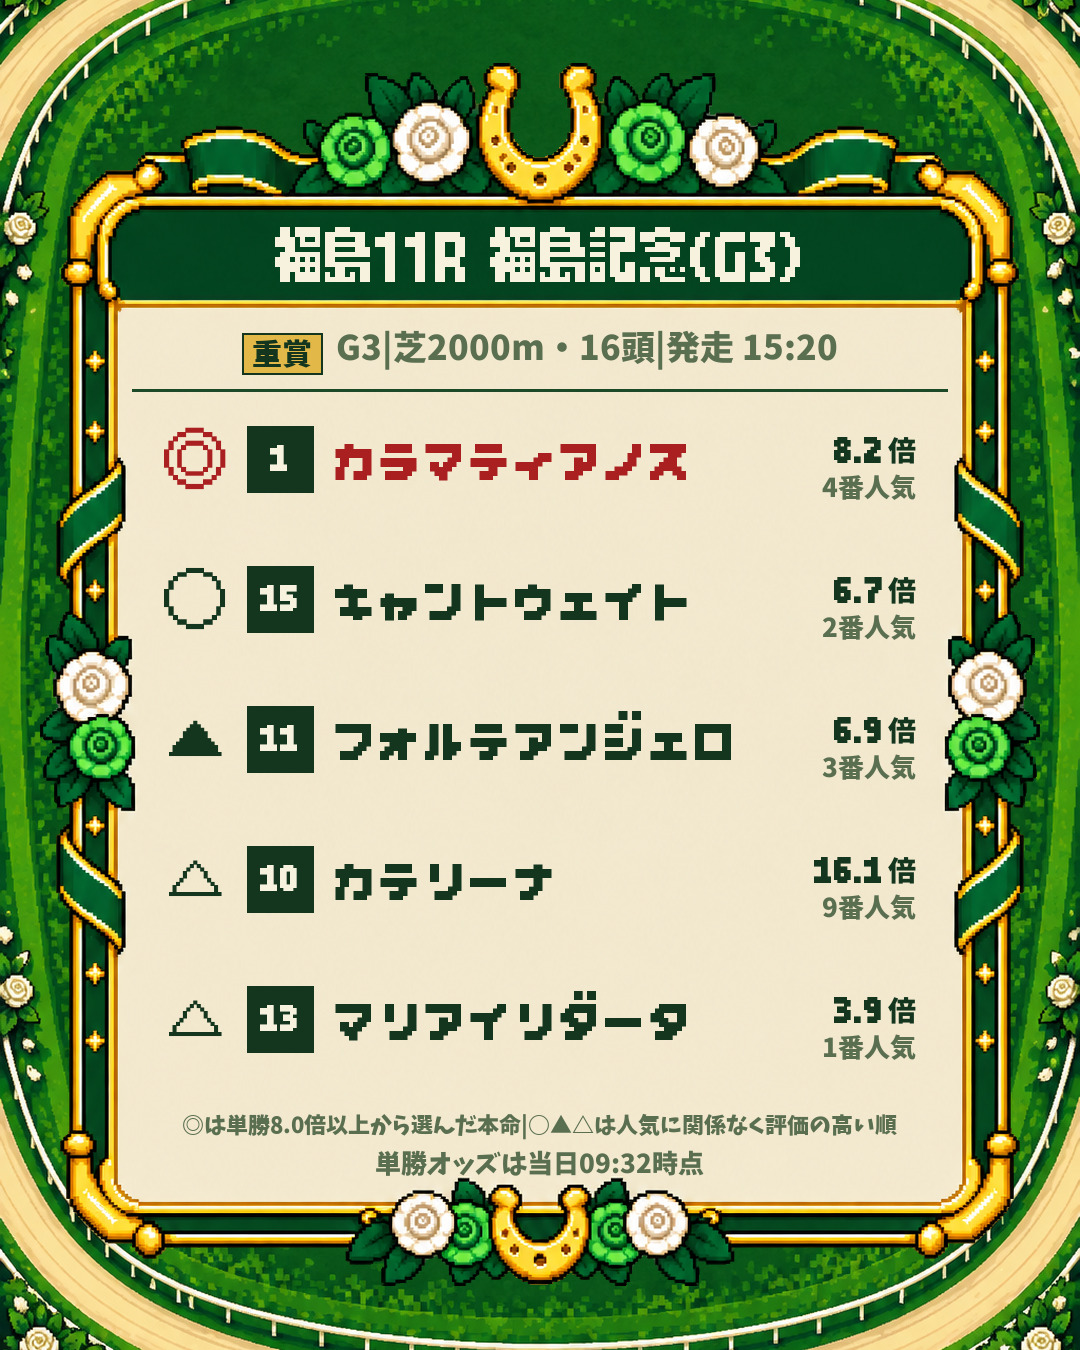 福島11R 福島記念(G3)
重賞 G3|芝2000m・16頭|発走 15:20
◎ 1 カラマティアノス 8.2倍
4番人気
○ 15 キャントウェイト 6.7倍
2番人気
▲ 11 フォルテアンジェロ 6.9倍
3番人気
△ 10 カテリーナ 16.1倍
9番人気
△ 13 マリアイリダータ 3.9倍
1番人気
◎は単勝8.0倍以上から選んだ本命|○▲△は人気に関係なく評価の高い順
単勝オッズは当日09:32時点